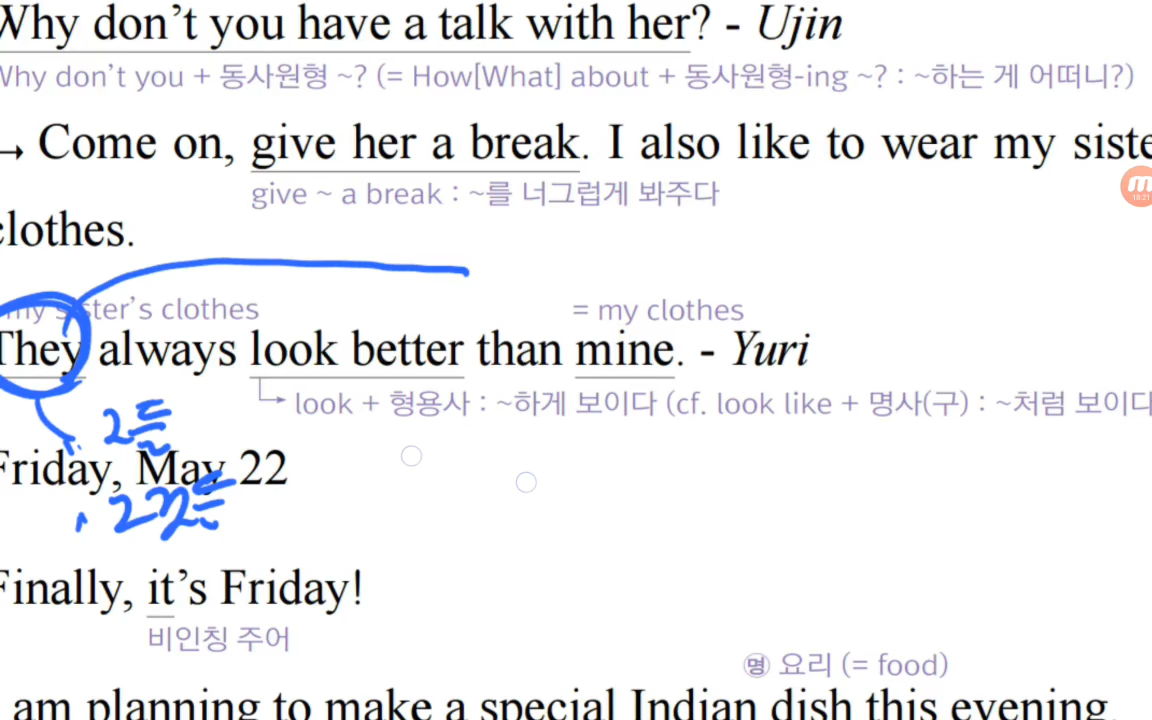 Why don't you have a talk with her? - Ujin
Why don't you + 동사원형 ~? (= How[What] about + 동사원형-ing ~? : ~하는 게 어떠니?)
→ Come on, give her a break. I also like to wear my siste
give ~ a break : ~를 너그럽게 봐주다
clothes.
my sister's clothes = my clothes
They always look better than mine. - Yuri
look + 형용사 : ~하게 보이다 (cf. look like + 명사(구) : ~처럼 보이다
Friday, May 22
Finally, it's Friday!
비인칭 주어
명 요리 (= food)
am planning to make a special Indian dish this evening.